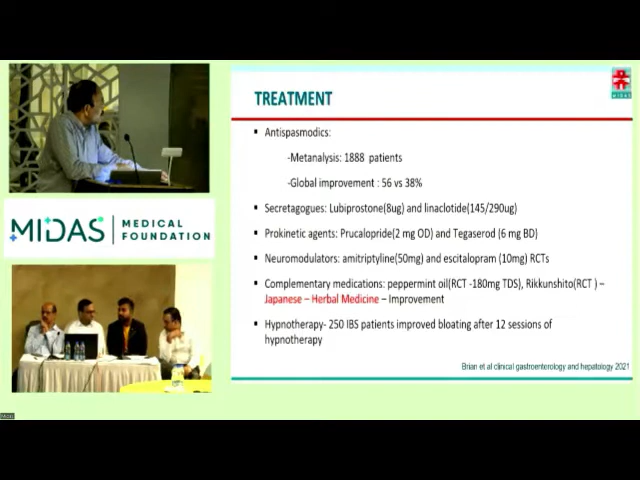 MIDAS
TREATMENT
▪ Antispasmodics:
-Metanalysis: 1888 patients
-Global improvement : 56 vs 38%
▪ Secretagogues: Lubiprostone(8ug) and linaclotide(145/290ug)
▪ Prokinetic agents: Prucalopride(2 mg OD) and Tegaserod (6 mg BD)
▪ Neuromodulators: amitriptyline(50mg) and escitalopram (10mg) RCTs
▪ Complementary medications: peppermint oil(RCT -180mg TDS), Rikkunshito(RCT ) –
Japanese – Herbal Medicine – Improvement
▪ Hypnotherapy- 250 IBS patients improved bloating after 12 sessions of
hypnotherapy
Brian et al clinical gastroenterology and hepatology 2021
MIDAS
MEDICAL
FOUNDATION